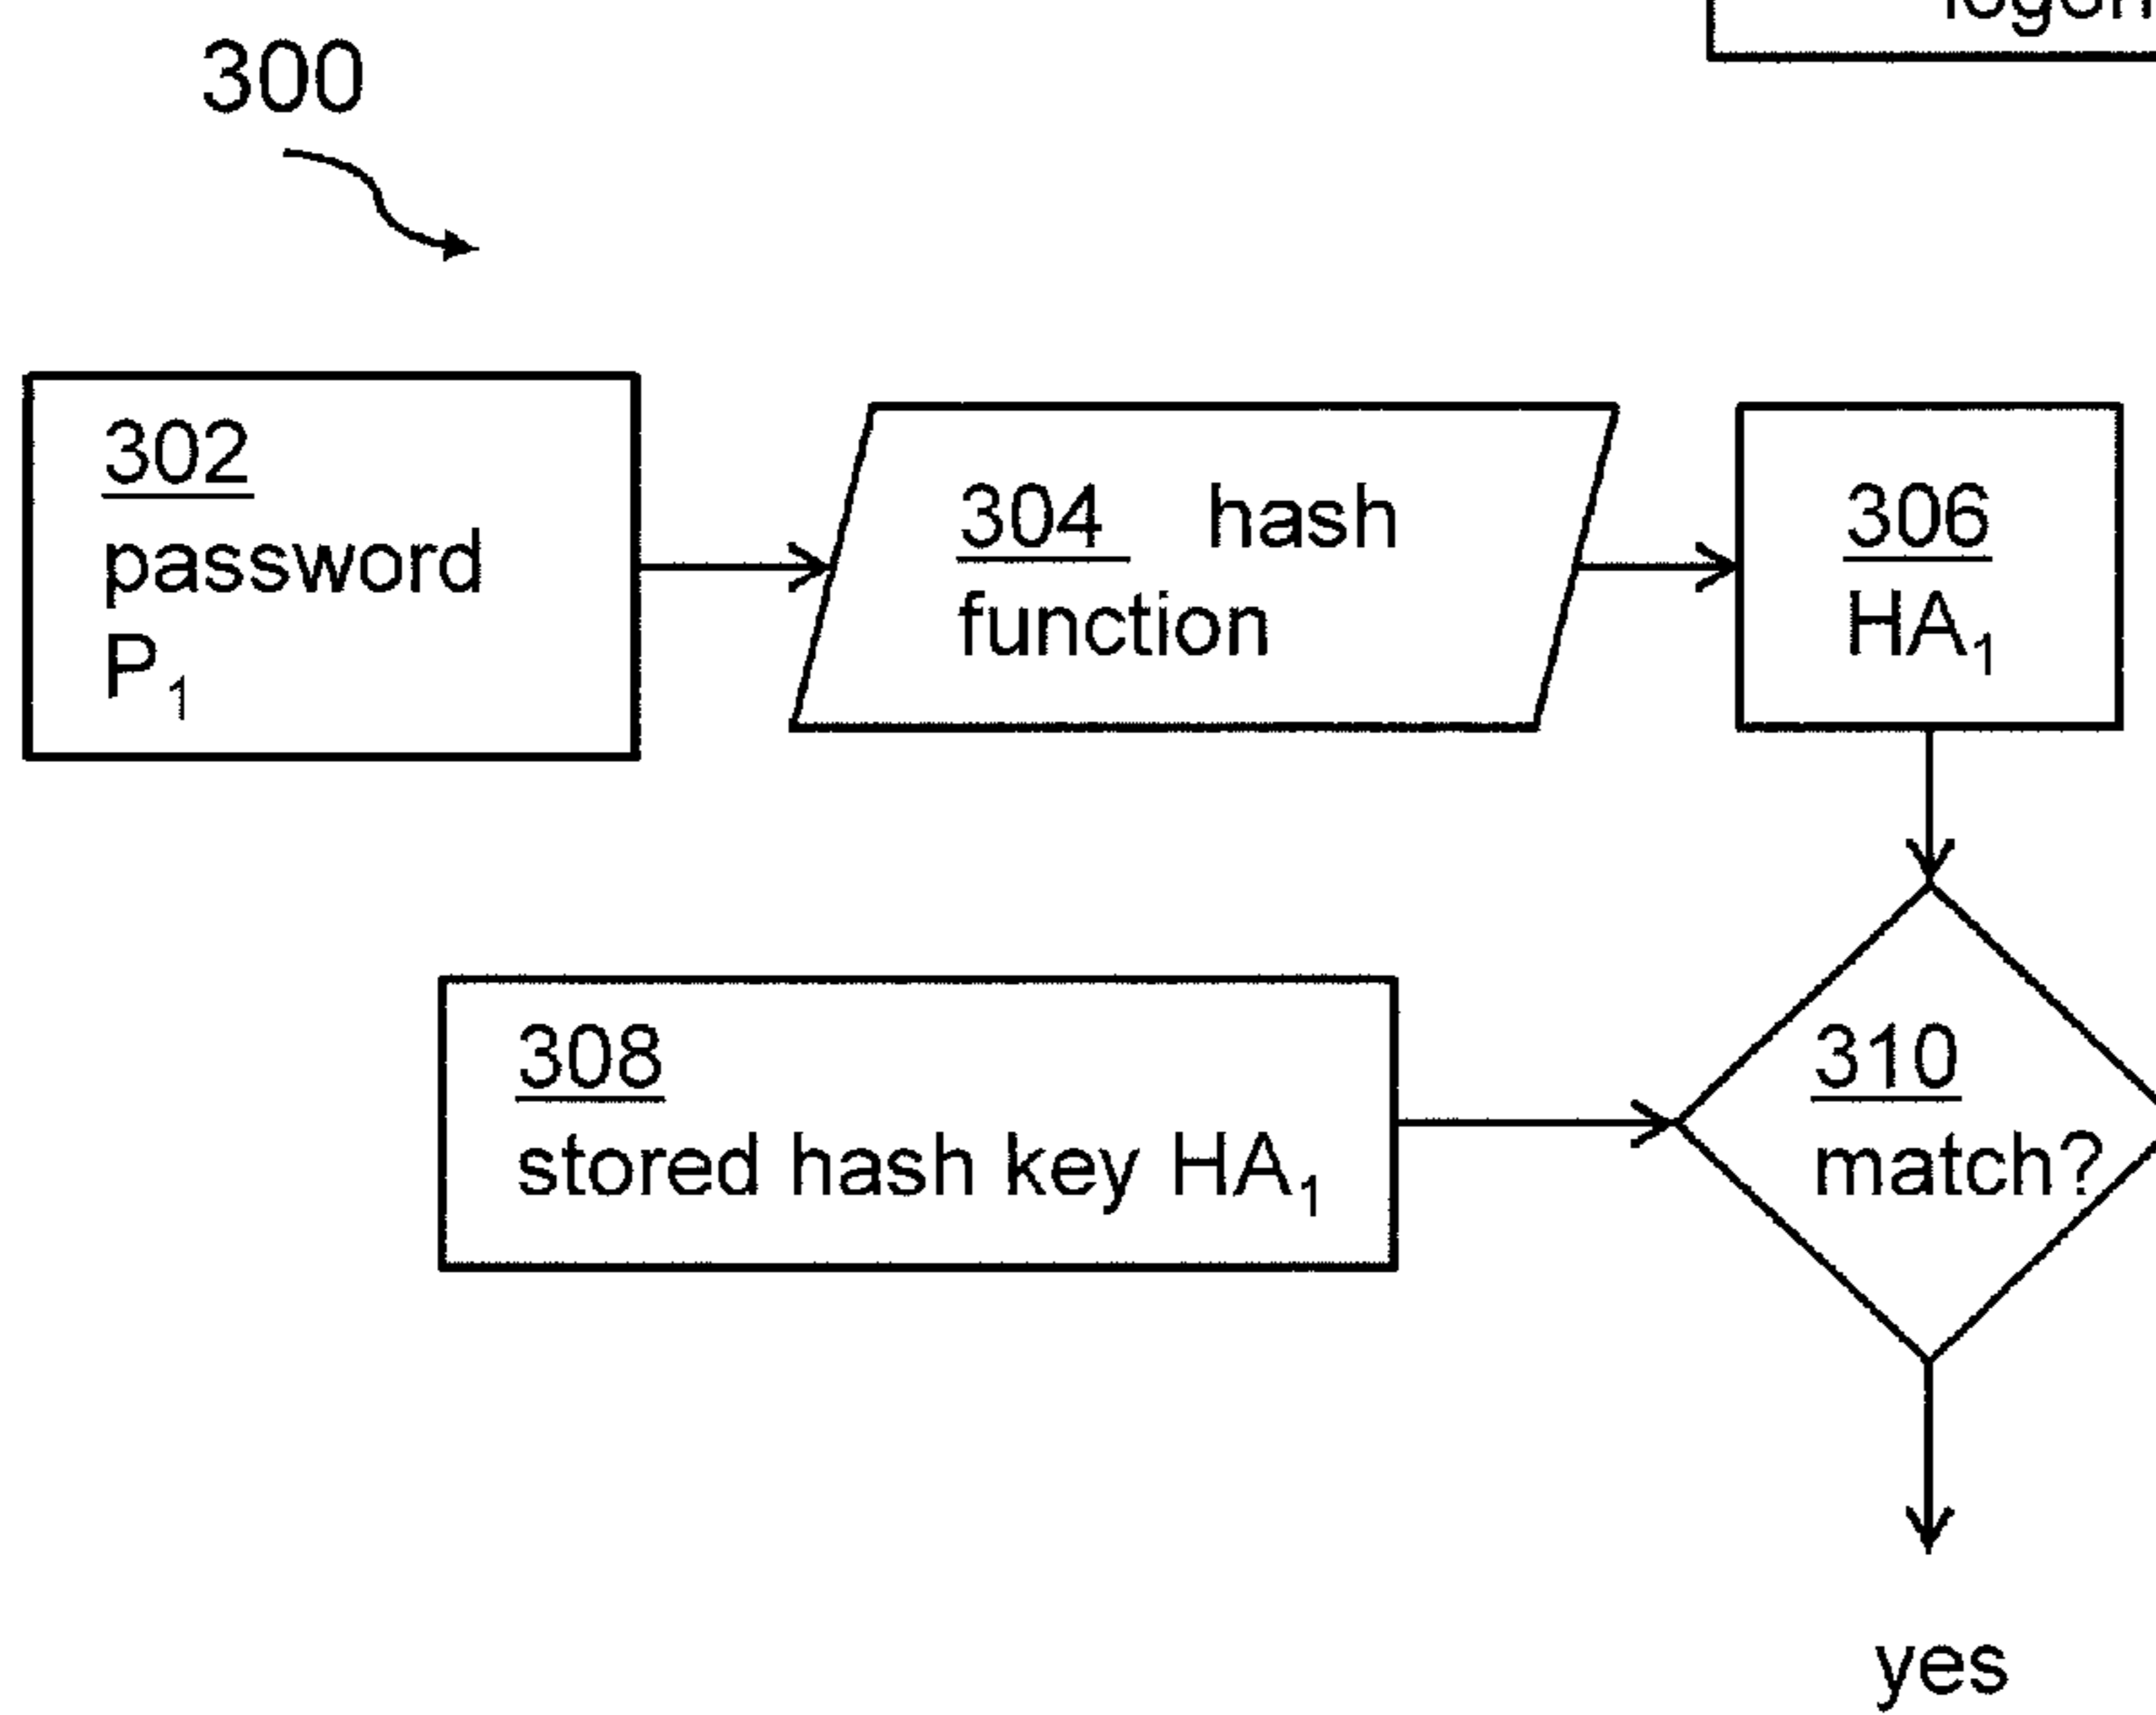 300
302
password
P₁
304 hash
function
306
HA₁
308
stored hash key HA₁
310
match?
yes